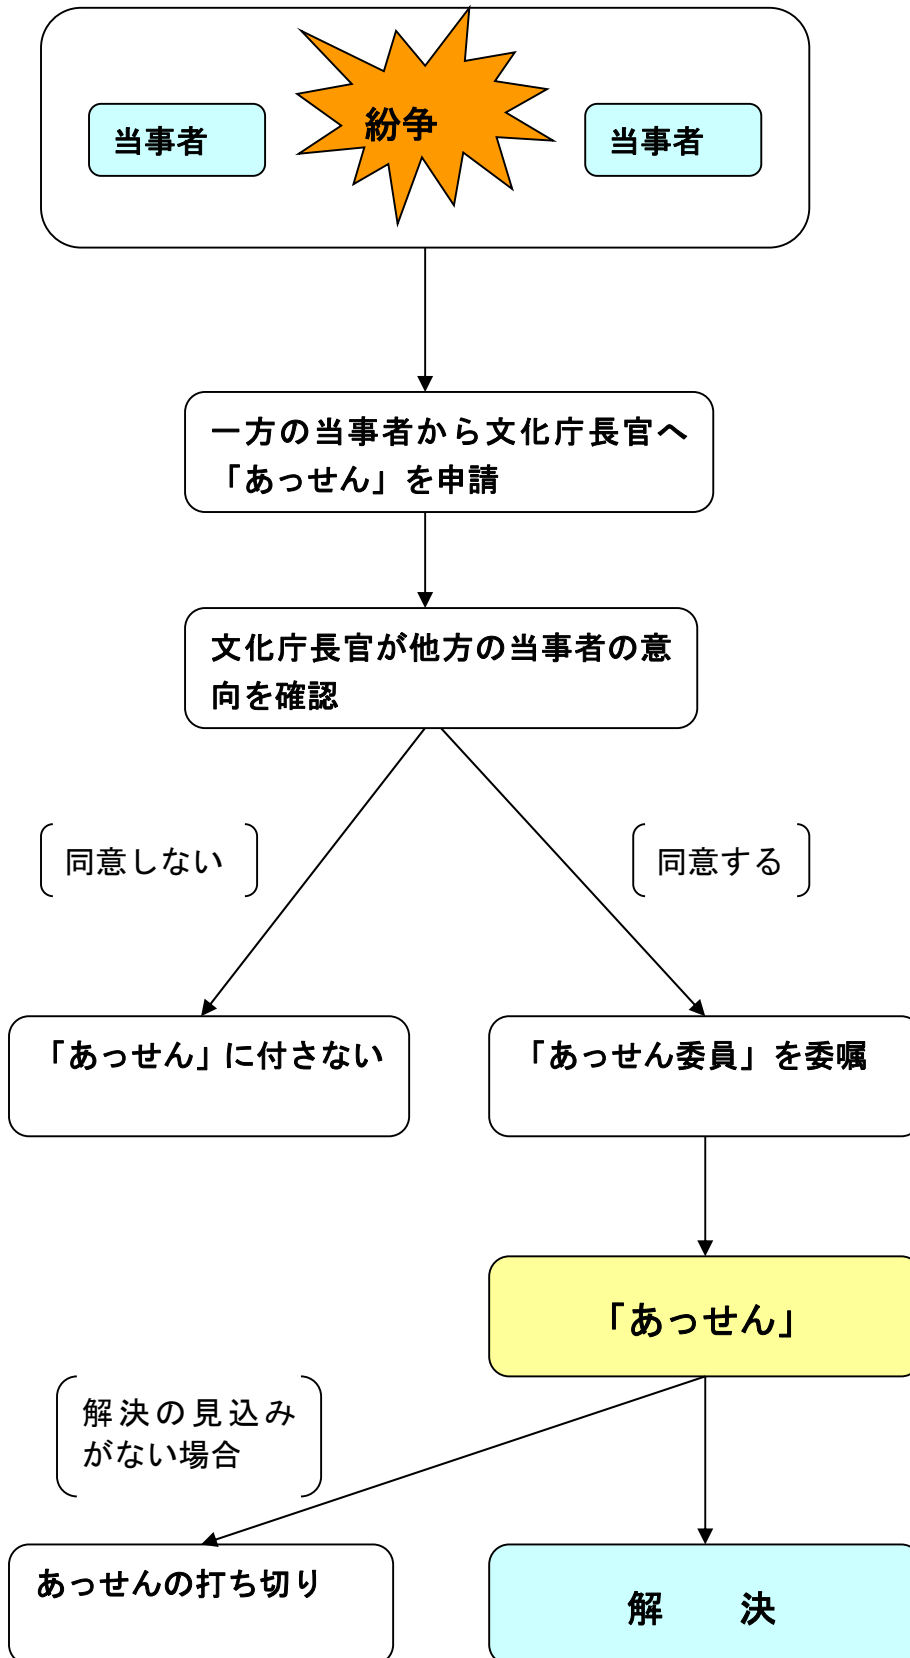 紛争
当事者
当事者
一方の当事者から文化庁長官へ
「あっせん」を申請
文化庁長官が他方の当事者の意
向を確認
同意しない
同意する
「あっせん」に付さない
「あっせん委員」を委嘱
「あっせん」
解決の見込み
がない場合
あっせんの打ち切り
解　決